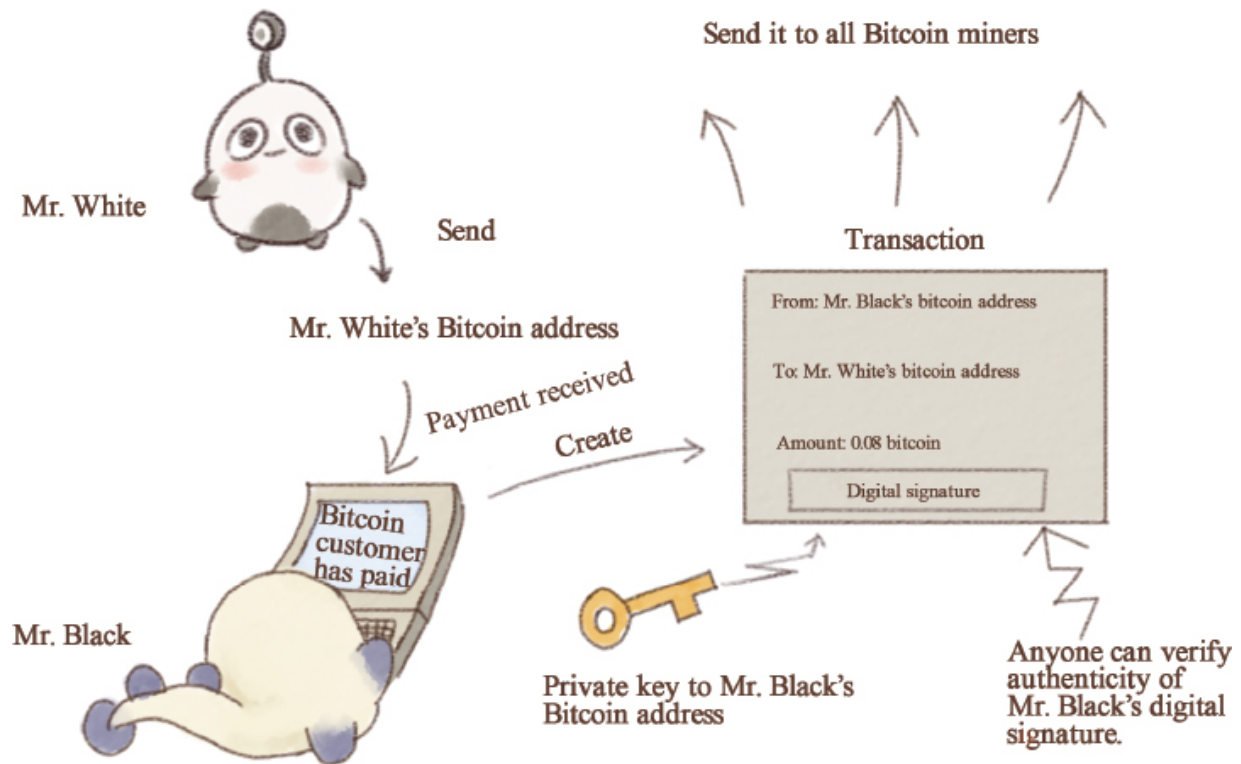 Send it to all Bitcoin miners
Mr. White
Send
Transaction
Mr. White's Bitcoin address
From: Mr. Black's bitcoin address
To: Mr. White's bitcoin address
Amount: 0.08 bitcoin
Digital signature
Payment received
Create
Bitcoin
customer
has paid
Mr. Black
Private key to Mr. Black's
Bitcoin address
Anyone can verify
authenticity of
Mr. Black's digital
signature.